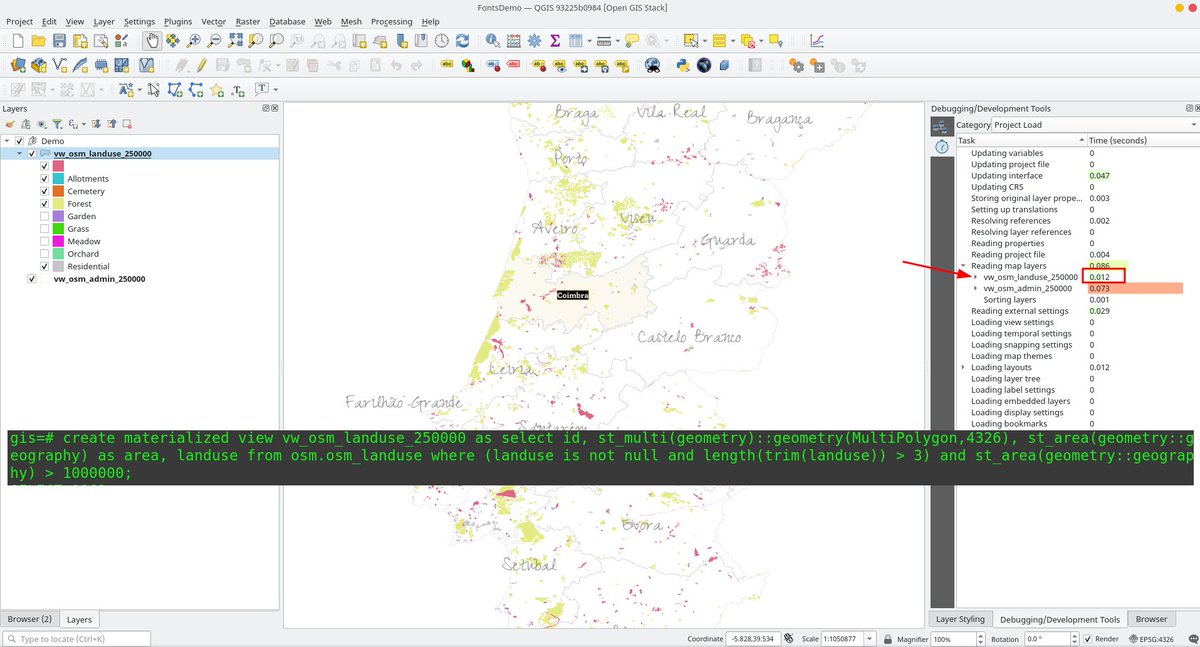 FontsDemo — QGIS 93225b0984 [Open GIS Stack]
Project Edit View Layer Settings Plugins Vector Raster Database Web Mesh Processing Help
Layers
Demo
vw_osm_landuse_250000
Allotments
Cemetery
Forest
Garden
Grass
Meadow
Orchard
Residential
vw_osm_admin_250000
Braga
Vila Real
Bragança
Porto
Aveiro
Viseu
Guarda
Coimbra
Castelo Branco
Leiria
Farilhão Grande
Santarém
Évora
Setúbal
Debugging/Development Tools
Category Project Load
Task Time (seconds)
Updating variables 0
Updating project file 0
Updating interface 0.047
Updating CRS 0
Storing original layer prope... 0.003
Setting up translations 0
Resolving references 0.002
Resolving layer references 0
Reading properties 0
Reading project file 0.004
Reading map layers 0.086
vw_osm_landuse_250000 0.012
vw_osm_admin_250000 0.073
Sorting layers 0.001
Reading external settings 0.029
Loading view settings 0
Loading temporal settings 0
Loading snapping settings 0
Loading map themes 0
Loading layouts 0.012
Loading layer tree 0
Loading label settings 0
Loading embedded layers 0
Loading display settings 0
Loading bookmarks 0
gis=# create materialized view vw_osm_landuse_250000 as select id, st_multi(geometry)::geometry(MultiPolygon,4326), st_area(geometry::g
eography) as area, landuse from osm.osm_landuse where (landuse is not null and length(trim(landuse)) > 3) and st_area(geometry::geograp
hy) > 1000000;
Browser (2) Layers
Layer Styling Debugging/Development Tools Browser
Type to locate (Ctrl+K)
Coordinate -5.828,39.534 Scale 1:1050877 Magnifier 100% Rotation 0.0 ° Render EPSG:4326